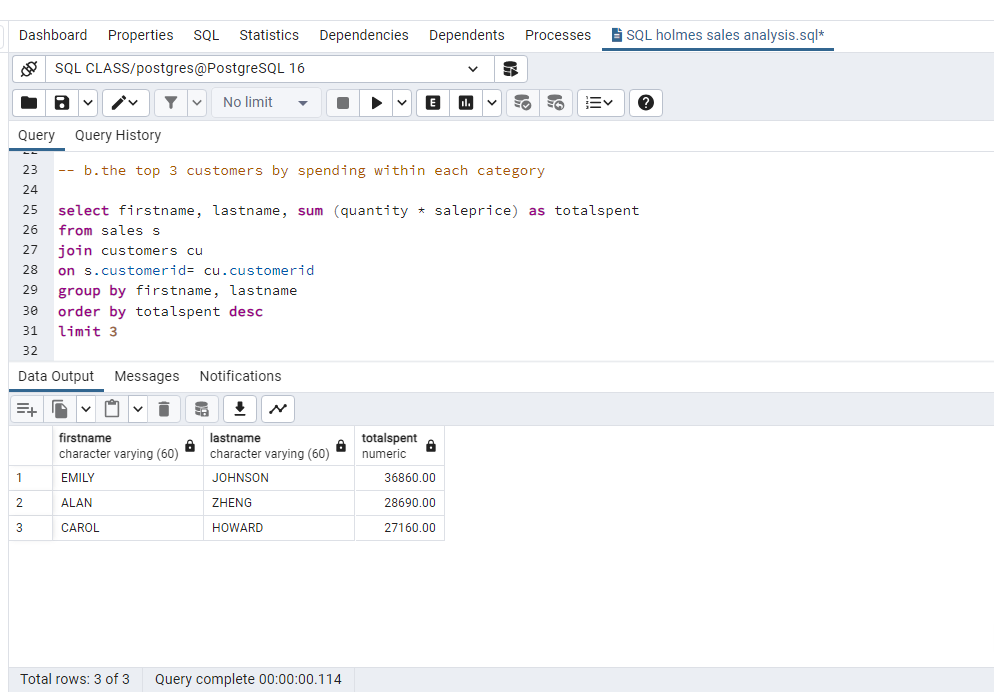 Dashboard Properties SQL Statistics Dependencies Dependents Processes SQL holmes sales analysis.sql*
SQL CLASS/postgres@PostgreSQL 16
No limit
Query Query History
23 -- b.the top 3 customers by spending within each category
24
25 select firstname, lastname, sum (quantity * saleprice) as totalspent
26 from sales s
27 join customers cu
28 on s.customerid= cu.customerid
29 group by firstname, lastname
30 order by totalspent desc
31 limit 3
32
Data Output Messages Notifications
firstname lastname totalspent
character varying (60) character varying (60) numeric
1 EMILY JOHNSON 36860.00
2 ALAN ZHENG 28690.00
3 CAROL HOWARD 27160.00
Total rows: 3 of 3 Query complete 00:00:00.114